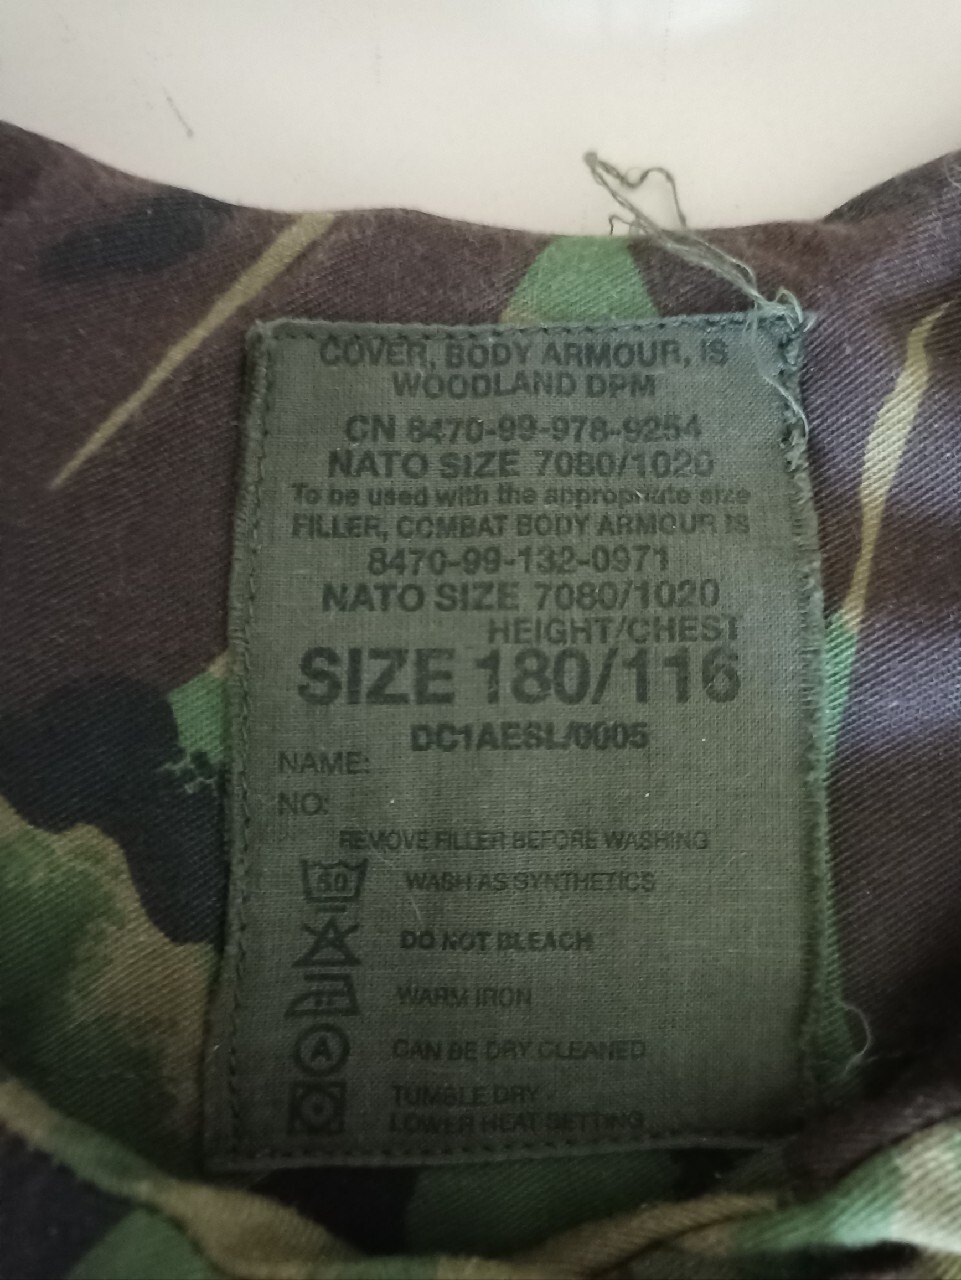 COVER, BODY ARMOUR, IS
WOODLAND DPM
CN 8470-99-978-9254
NATO SIZE 7080/1020
To be used with the appropriate size
FILLER, COMBAT BODY ARMOUR IS
8470-99-132-0971
NATO SIZE 7080/1020
HEIGHT/CHEST
SIZE 180/116
DC1AESL/0005
NAME:
NO:
REMOVE FILLER BEFORE WASHING
50 WASH AS SYNTHETICS
DO NOT BLEACH
WARM IRON
A CAN BE DRY CLEANED
TUMBLE DRY
LOWER HEAT SETTING